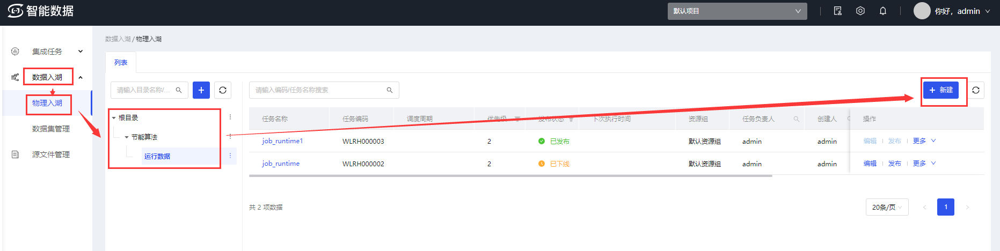 智能数据
默认项目
你好，admin
集成任务
数据入湖
物理入湖
数据集管理
源文件管理
数据入湖 / 物理入湖
列表
请输入目录名称/...
根目录
节能算法
运行数据
请输入编码/任务名称搜索
新建
任务名称 任务编码 调度周期 优先级 发布状态 下次执行时间 资源组 任务负责人 创建人 操作
job_runtime1 WLRH000003 2 已发布 默认资源组 admin admin 编辑 发布 更多
job_runtime WLRH000002 2 已下线 默认资源组 admin admin 编辑 发布 更多
共 2 项数据
20条/页 1